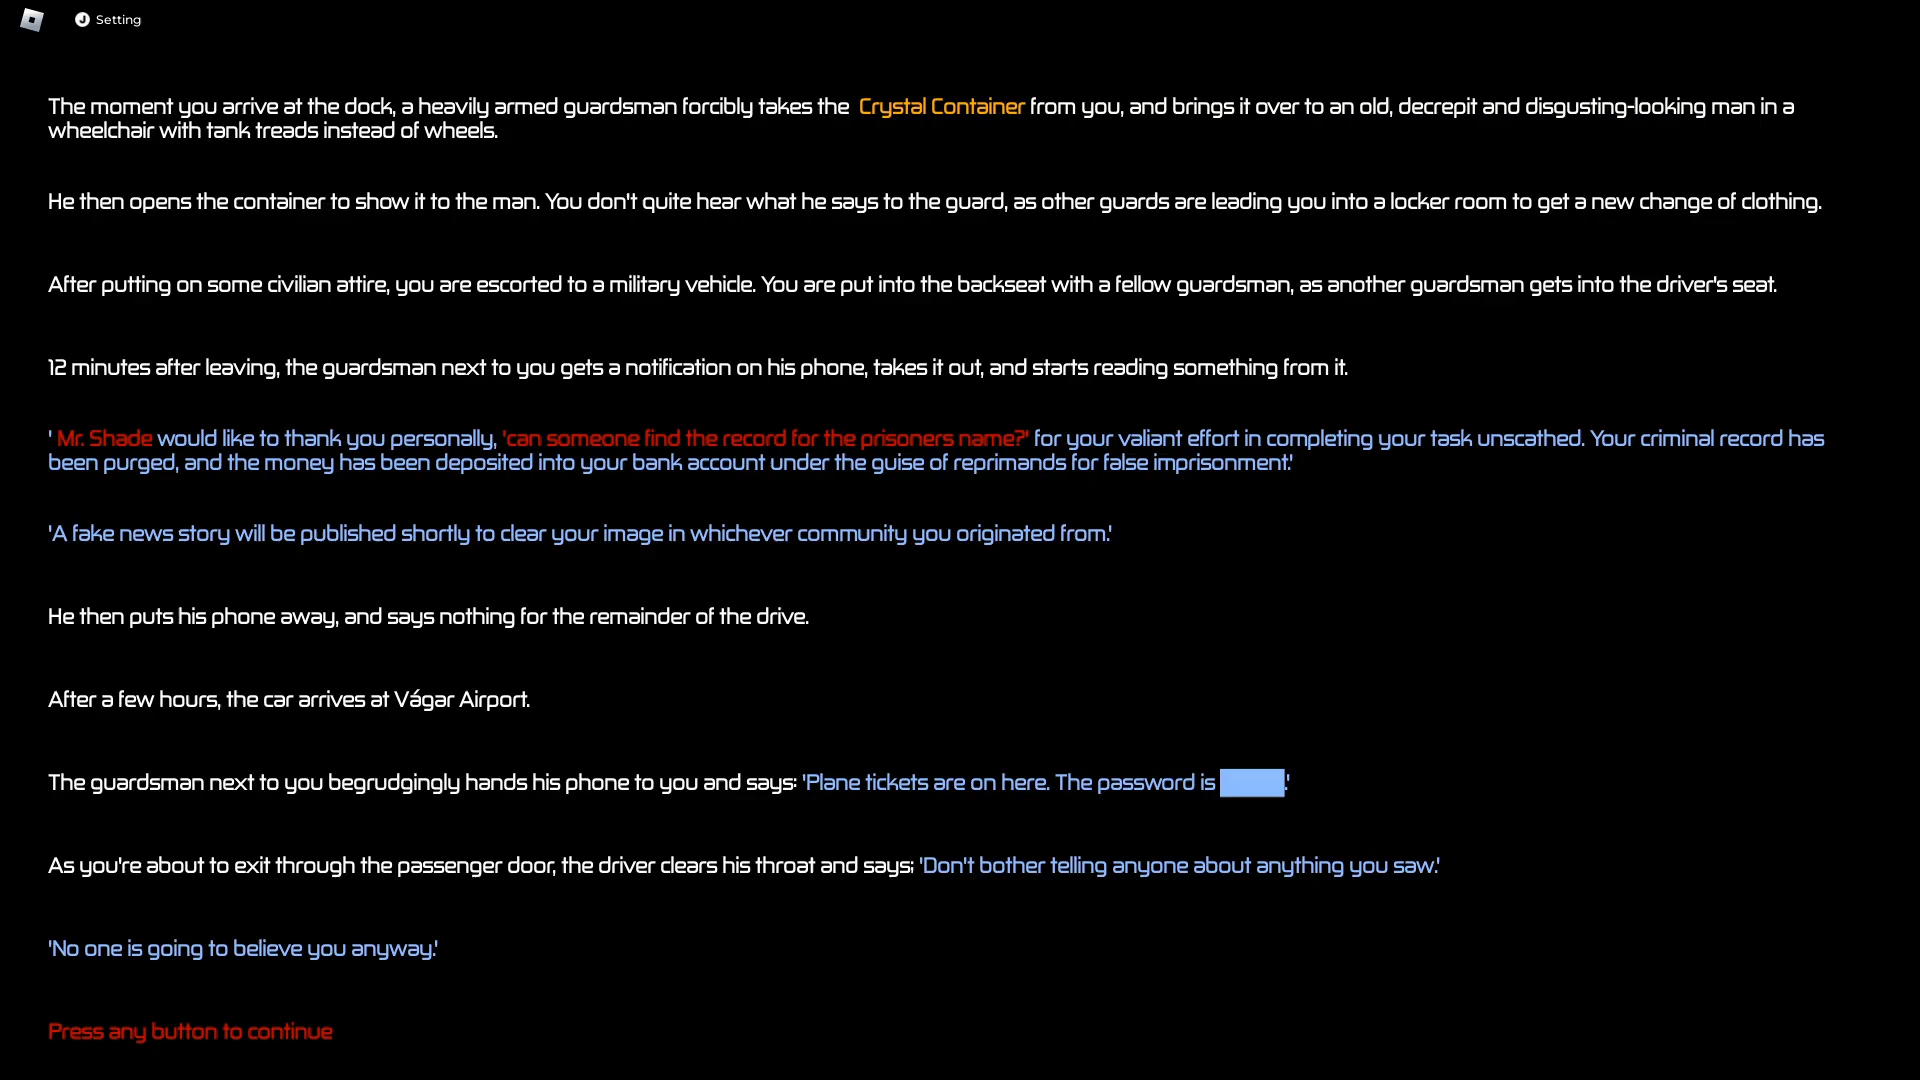 Setting
The moment you arrive at the dock, a heavily armed guardsman forcibly takes the Crystal Container from you, and brings it over to an old, decrepit and disgusting-looking man in a
wheelchair with tank treads instead of wheels.
He then opens the container to show it to the man. You don't quite hear what he says to the guard, as other guards are leading you into a locker room to get a new change of clothing.
After putting on some civilian attire, you are escorted to a military vehicle. You are put into the backseat with a fellow guardsman, as another guardsman gets into the driver's seat.
12 minutes after leaving, the guardsman next to you gets a notification on his phone, takes it out, and starts reading something from it.
' Mr. Shade would like to thank you personally, 'can someone find the record for the prisoners name?' for your valiant effort in completing your task unscathed. Your criminal record has
been purged, and the money has been deposited into your bank account under the guise of reprimands for false imprisonment.'
'A fake news story will be published shortly to clear your image in whichever community you originated from.'
He then puts his phone away, and says nothing for the remainder of the drive.
After a few hours, the car arrives at Vágar Airport.
The guardsman next to you begrudgingly hands his phone to you and says: 'Plane tickets are on here. The password is .'
As you're about to exit through the passenger door, the driver clears his throat and says; 'Don't bother telling anyone about anything you saw.'
'No one is going to believe you anyway.'
Press any button to continue